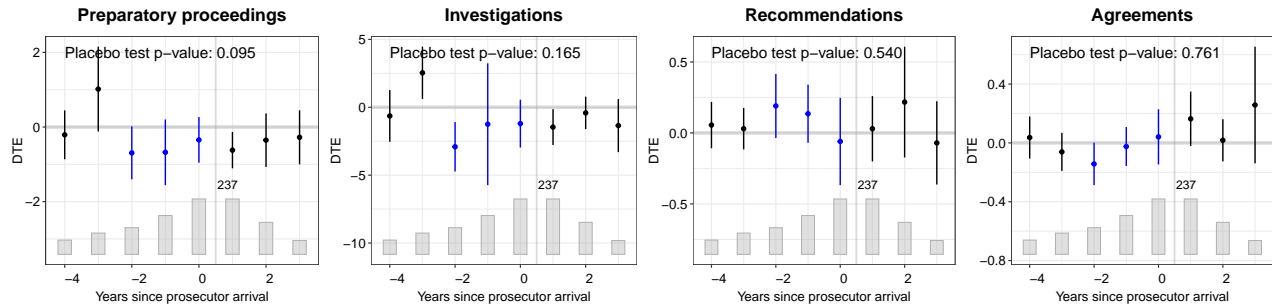 Preparatory proceedings
Placebo test p−value: 0.095
DTE
2
0
−2
237
−4
−2
0
2
Years since prosecutor arrival
Investigations
Placebo test p−value: 0.165
DTE
5
0
−5
−10
237
−4
−2
0
2
Years since prosecutor arrival
Recommendations
Placebo test p−value: 0.540
DTE
0.5
0.0
−0.5
237
−4
−2
0
2
Years since prosecutor arrival
Agreements
Placebo test p−value: 0.761
DTE
0.4
0.0
−0.4
−0.8
237
−4
−2
0
2
Years since prosecutor arrival